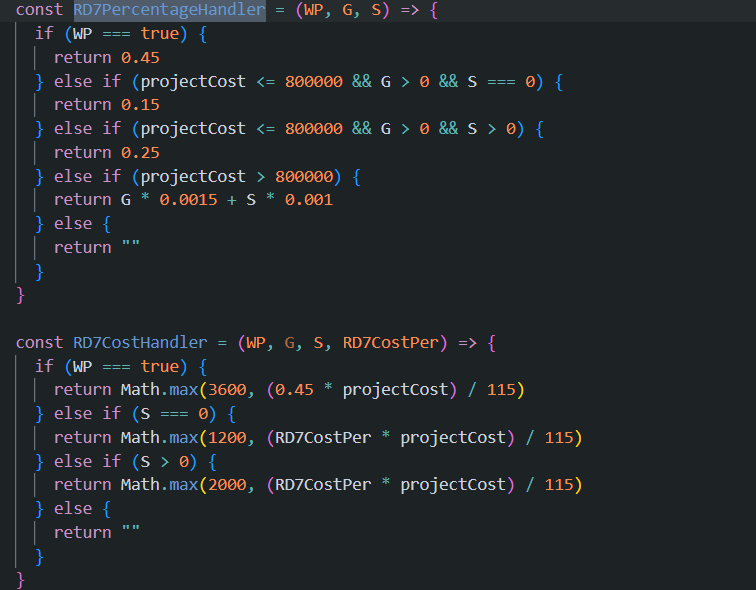 const RD7PercentageHandler = (WP, G, S) => {
  if (WP === true) {
    return 0.45
  } else if (projectCost <= 800000 && G > 0 && S === 0) {
    return 0.15
  } else if (projectCost <= 800000 && G > 0 && S > 0) {
    return 0.25
  } else if (projectCost > 800000) {
    return G * 0.0015 + S * 0.001
  } else {
    return ""
  }
}

const RD7CostHandler = (WP, G, S, RD7CostPer) => {
  if (WP === true) {
    return Math.max(3600, (0.45 * projectCost) / 115)
  } else if (S === 0) {
    return Math.max(1200, (RD7CostPer * projectCost) / 115)
  } else if (S > 0) {
    return Math.max(2000, (RD7CostPer * projectCost) / 115)
  } else {
    return ""
  }
}